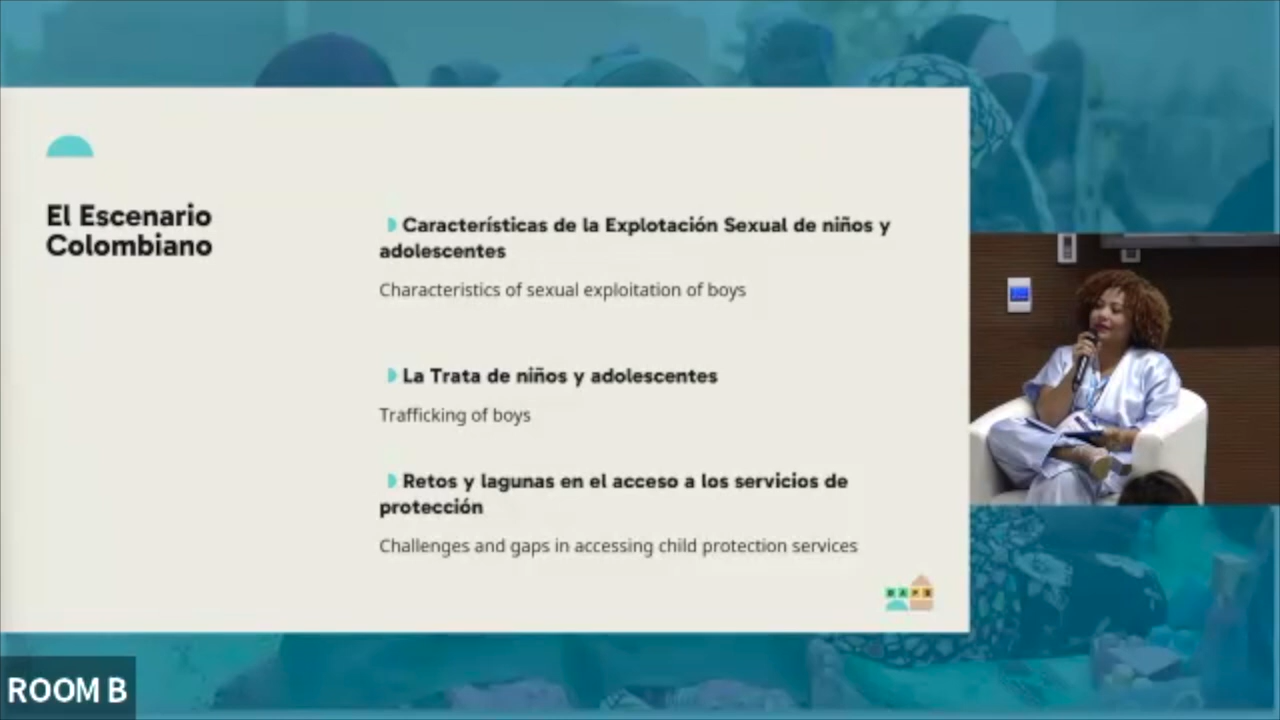 El Escenario
Colombiano
Características de la Explotación Sexual de niños y
adolescentes
Characteristics of sexual exploitation of boys
La Trata de niños y adolescentes
Trafficking of boys
Retos y lagunas en el acceso a los servicios de
protección
Challenges and gaps in accessing child protection services
ROOM B